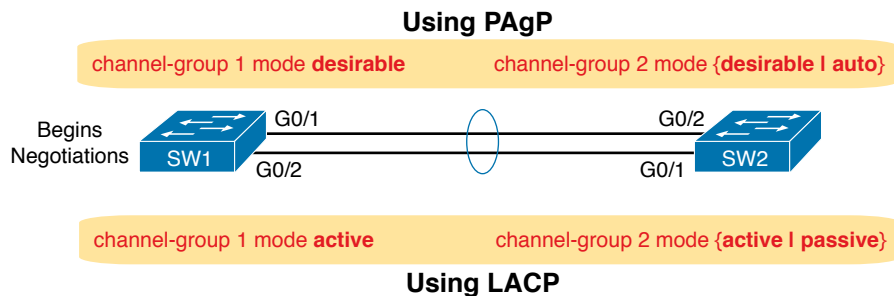 Using PAgP
channel-group 1 mode desirable
channel-group 2 mode {desirable | auto}
Begins
Negotiations
SW1
G0/1
G0/2
G0/2
G0/1
SW2
channel-group 1 mode active
channel-group 2 mode {active | passive}
Using LACP